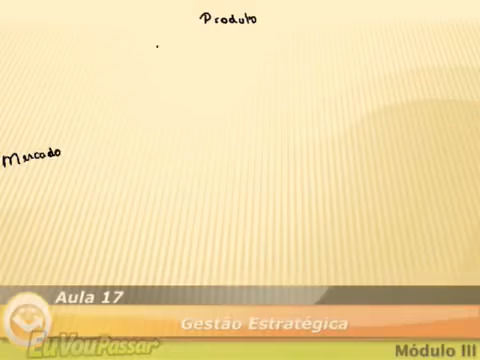 Produto
Mercado
Aula 17
Gestão Estratégica
EuVouPassar
Módulo III